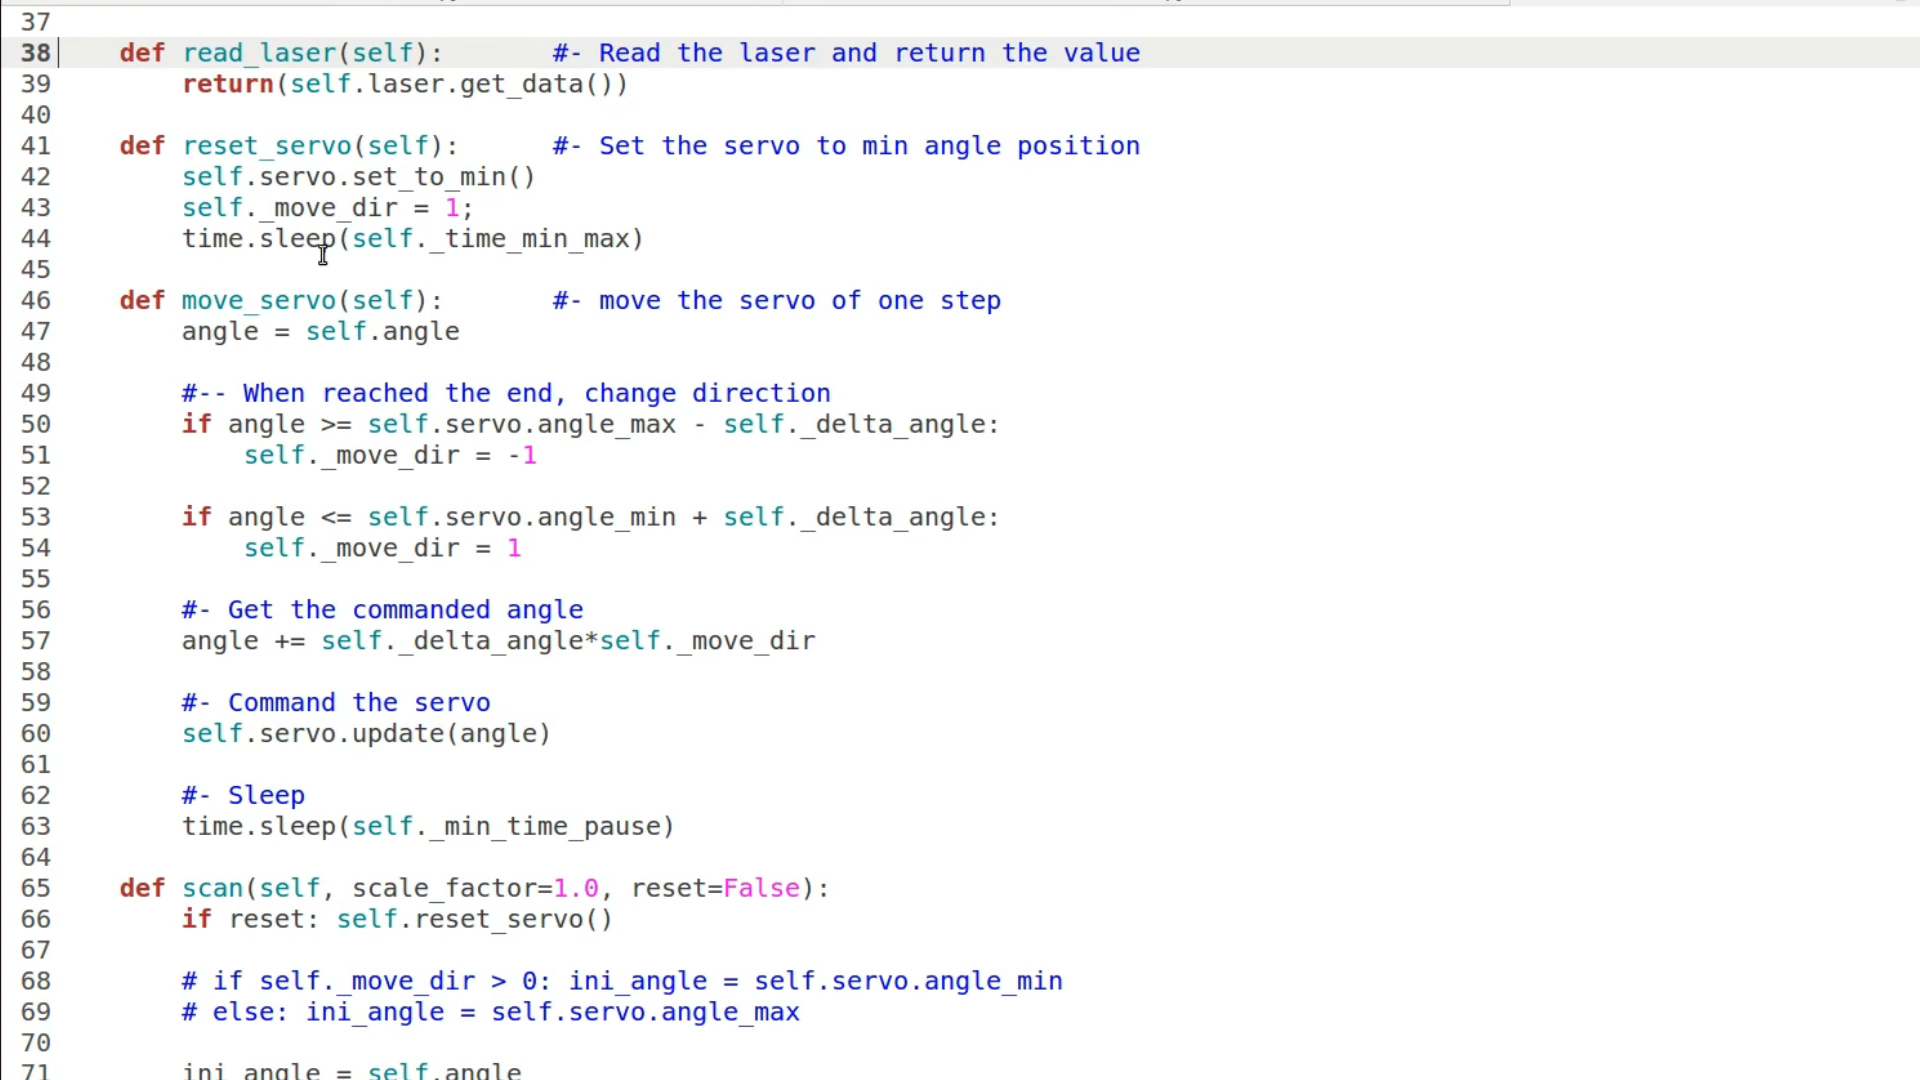 37
38    def read_laser(self):       #- Read the laser and return the value
39        return(self.laser.get_data())
40
41    def reset_servo(self):      #- Set the servo to min angle position
42        self.servo.set_to_min()
43        self._move_dir = 1;
44        time.sleep(self._time_min_max)
45
46    def move_servo(self):       #- move the servo of one step
47        angle = self.angle
48
49        #-- When reached the end, change direction
50        if angle >= self.servo.angle_max - self._delta_angle:
51            self._move_dir = -1
52
53        if angle <= self.servo.angle_min + self._delta_angle:
54            self._move_dir = 1
55
56        #- Get the commanded angle
57        angle += self._delta_angle*self._move_dir
58
59        #- Command the servo
60        self.servo.update(angle)
61
62        #- Sleep
63        time.sleep(self._min_time_pause)
64
65    def scan(self, scale_factor=1.0, reset=False):
66        if reset: self.reset_servo()
67
68        # if self._move_dir > 0: ini_angle = self.servo.angle_min
69        # else: ini_angle = self.servo.angle_max
70
71        ini_angle = self.angle